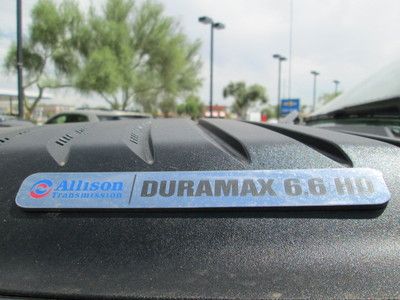 Allison
Transmission
DURAMAX 6.6 HD